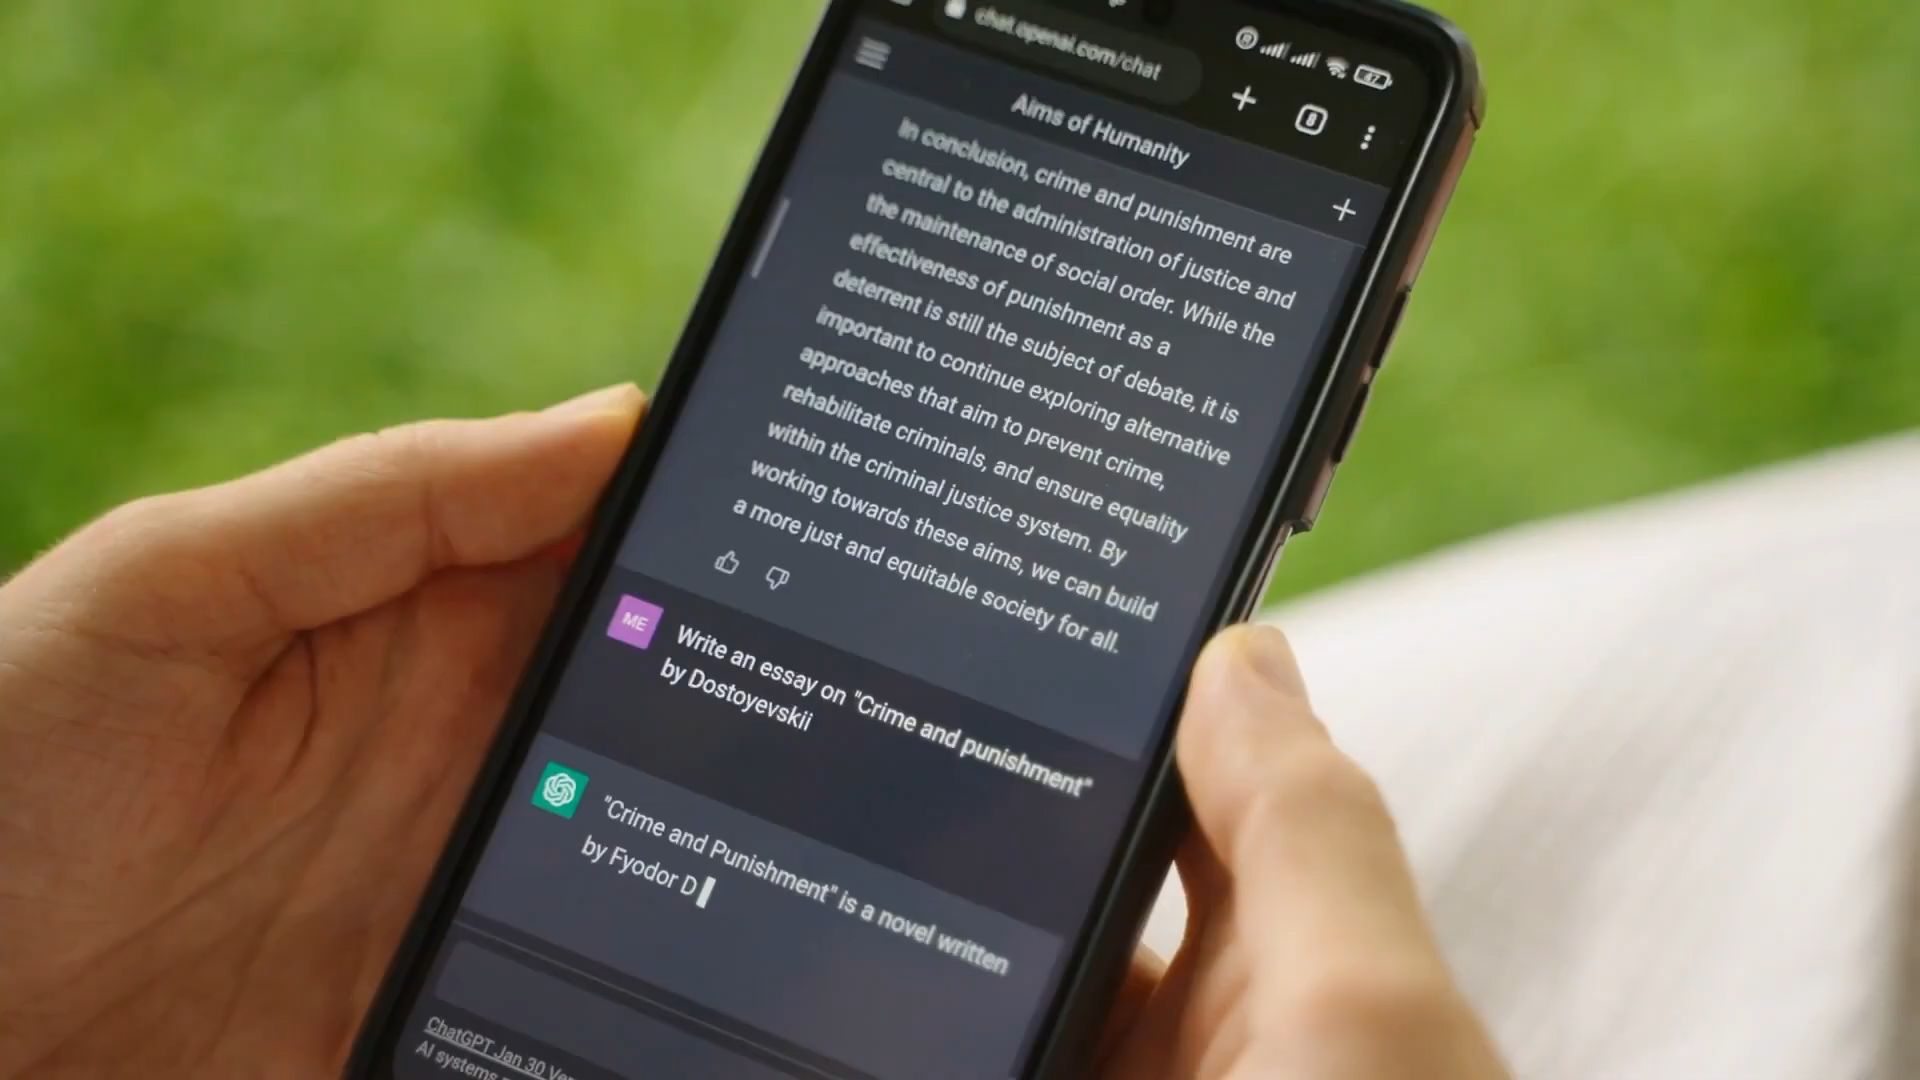 chat.openai.com/chat
47
8
Aims of Humanity
In conclusion, crime and punishment are
central to the administration of justice and
the maintenance of social order. While the
effectiveness of punishment as a
deterrent is still the subject of debate, it is
important to continue exploring alternative
approaches that aim to prevent crime,
rehabilitate criminals, and ensure equality
within the criminal justice system. By
working towards these aims, we can build
a more just and equitable society for all.
ME
Write an essay on "Crime and punishment"
by Dostoyevskii
"Crime and Punishment" is a novel written
by Fyodor D
ChatGPT Jan 30
AI systems